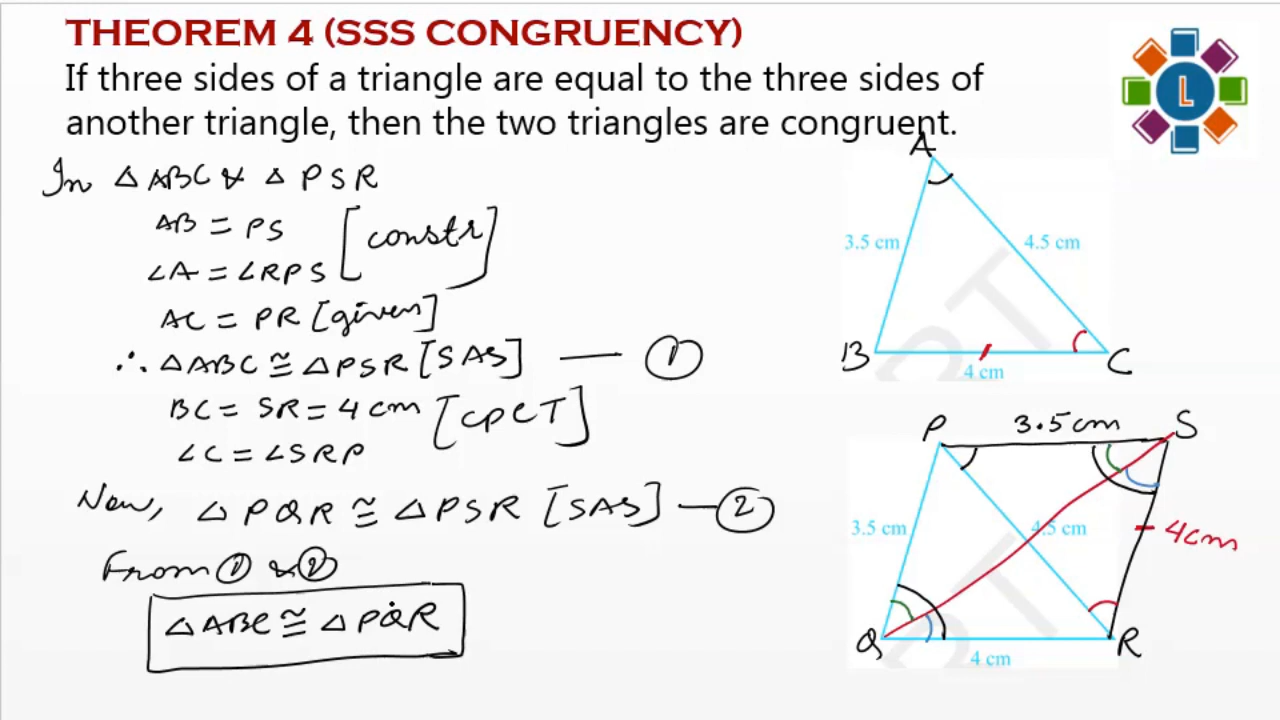 THEOREM 4 (SSS CONGRUENCY)
If three sides of a triangle are equal to the three sides of
another triangle, then the two triangles are congruent.
In △ ABC & △ PSR
AB = PS
[constr]
∠A = ∠RPS
AC = PR [given]
∴ △ABC ≅ △PSR [SAS] — ①
BC = SR = 4 cm [CPCT]
∠C = ∠SRP
Now, △ PQR ≅ △ PSR [SAS] — ②
From ① & ②
△ ABC ≅ △ PQR
L
A
3.5 cm
4.5 cm
B
C
4 cm
P
3.5 cm
S
3.5 cm
4.5 cm
4cm
Q
R
4 cm